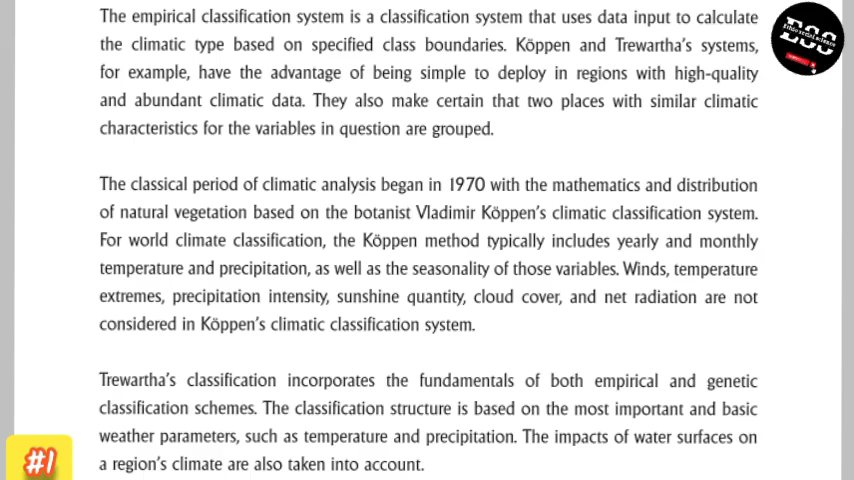 The empirical classification system is a classification system that uses data input to calculate
the climatic type based on specified class boundaries. Köppen and Trewartha's systems,
for example, have the advantage of being simple to deploy in regions with high-quality
and abundant climatic data. They also make certain that two places with similar climatic
characteristics for the variables in question are grouped.
The classical period of climatic analysis began in 1970 with the mathematics and distribution
of natural vegetation based on the botanist Vladimir Köppen's climatic classification system.
For world climate classification, the Köppen method typically includes yearly and monthly
temperature and precipitation, as well as the seasonality of those variables. Winds, temperature
extremes, precipitation intensity, sunshine quantity, cloud cover, and net radiation are not
considered in Köppen's climatic classification system.
Trewartha's classification incorporates the fundamentals of both empirical and genetic
classification schemes. The classification structure is based on the most important and basic
weather parameters, such as temperature and precipitation. The impacts of water surfaces on
a region's climate are also taken into account.
ESS
#1